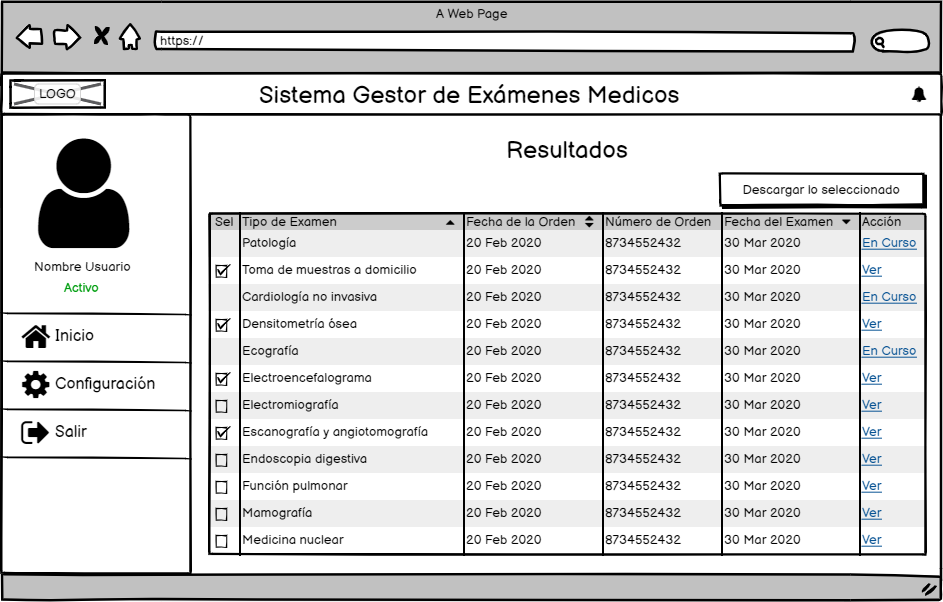 A Web Page
https://
LOGO
Sistema Gestor de Exámenes Medicos
Nombre Usuario
Activo
Inicio
Configuración
Salir
Resultados
Descargar lo seleccionado
Sel Tipo de Examen Fecha de la Orden Número de Orden Fecha del Examen Acción
Patología 20 Feb 2020 8734552432 30 Mar 2020 En Curso
Toma de muestras a domicilio 20 Feb 2020 8734552432 30 Mar 2020 Ver
Cardiología no invasiva 20 Feb 2020 8734552432 30 Mar 2020 En Curso
Densitometría ósea 20 Feb 2020 8734552432 30 Mar 2020 Ver
Ecografía 20 Feb 2020 8734552432 30 Mar 2020 En Curso
Electroencefalograma 20 Feb 2020 8734552432 30 Mar 2020 Ver
Electromiografía 20 Feb 2020 8734552432 30 Mar 2020 Ver
Escanografía y angiotomografía 20 Feb 2020 8734552432 30 Mar 2020 Ver
Endoscopia digestiva 20 Feb 2020 8734552432 30 Mar 2020 Ver
Función pulmonar 20 Feb 2020 8734552432 30 Mar 2020 Ver
Mamografía 20 Feb 2020 8734552432 30 Mar 2020 Ver
Medicina nuclear 20 Feb 2020 8734552432 30 Mar 2020 Ver